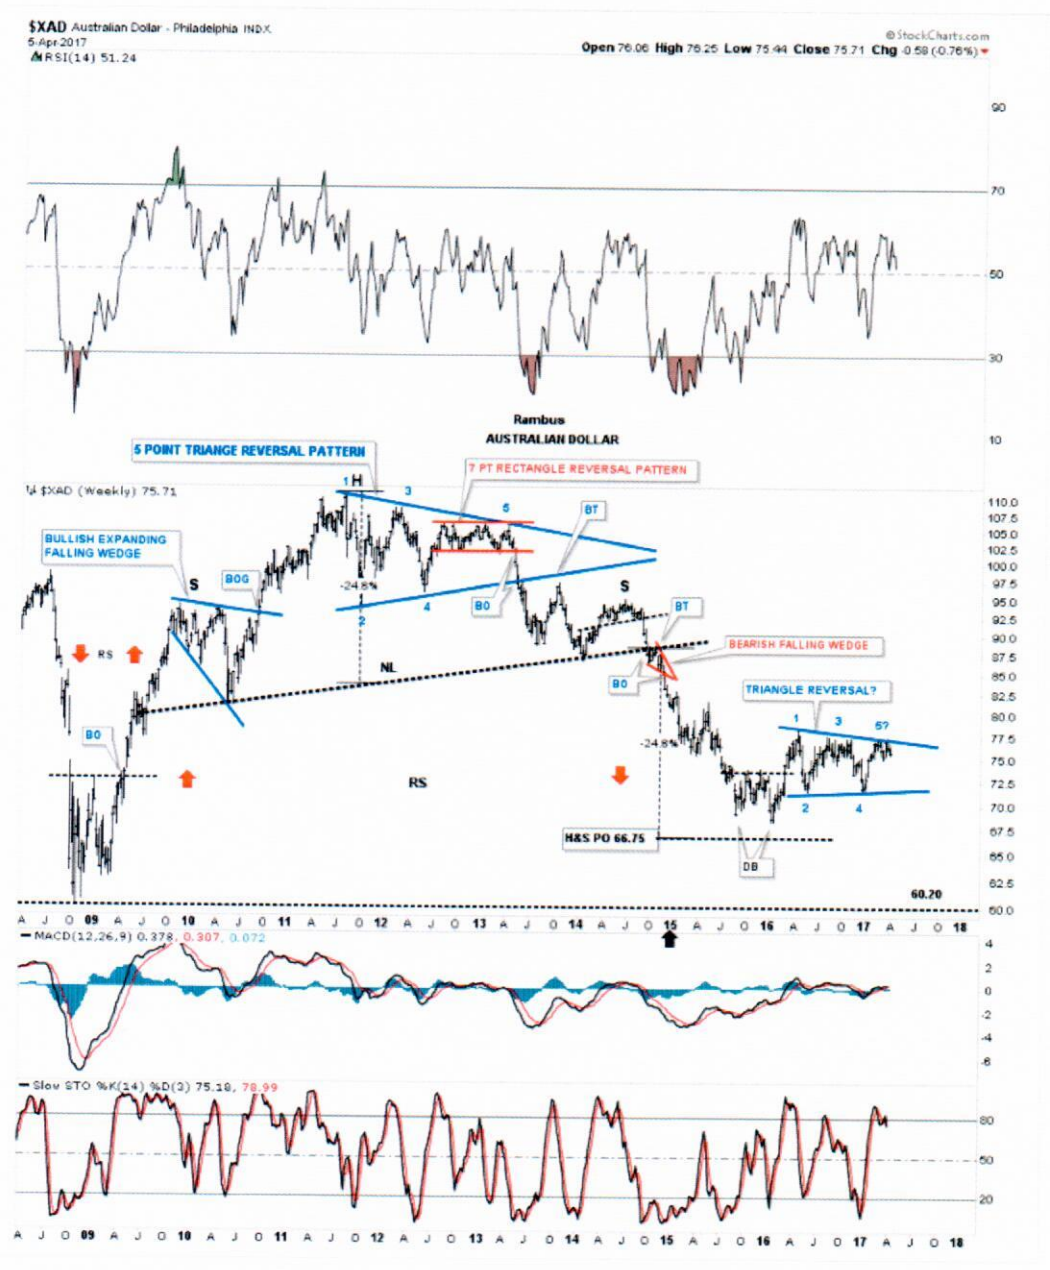 $XAD Australian Dollar - Philadelphia INDX
©StockCharts.com
5-Apr-2017
Open 76.06 High 76.25 Low 75.44 Close 75.71 Chg -0.58 (-0.76%)
RSI(14) 51.24
90
70
50
30
10
Rambus
AUSTRALIAN DOLLAR
5 POINT TRIANGE REVERSAL PATTERN
7 PT RECTANGLE REVERSAL PATTERN
$XAD (Weekly) 75.71
1 H
3
5
BT
BULLISH EXPANDING
FALLING WEDGE
S
BOG
-24.8%
2
4
BO
S
BT
RS
NL
BO
BEARISH FALLING WEDGE
TRIANGLE REVERSAL?
1
3
5?
BO
-24.8%
RS
2
4
H&S PO 66.75
DB
60.20
110.0
107.5
105.0
102.5
100.0
97.5
95.0
92.5
90.0
87.5
85.0
82.5
80.0
77.5
75.0
72.5
70.0
67.5
65.0
62.5
60.0
A J O 09 A J O 10 A J O 11 A J O 12 A J O 13 A J O 14 A J O 15 A J O 16 A J O 17 A J O 18
MACD(12,26,9) 0.378, 0.307, 0.072
4
2
0
-2
-4
-6
Slow STO %K(14) %D(3) 75.18, 78.99
80
50
20
A J O 09 A J O 10 A J O 11 A J O 12 A J O 13 A J O 14 A J O 15 A J O 16 A J O 17 A J O 18